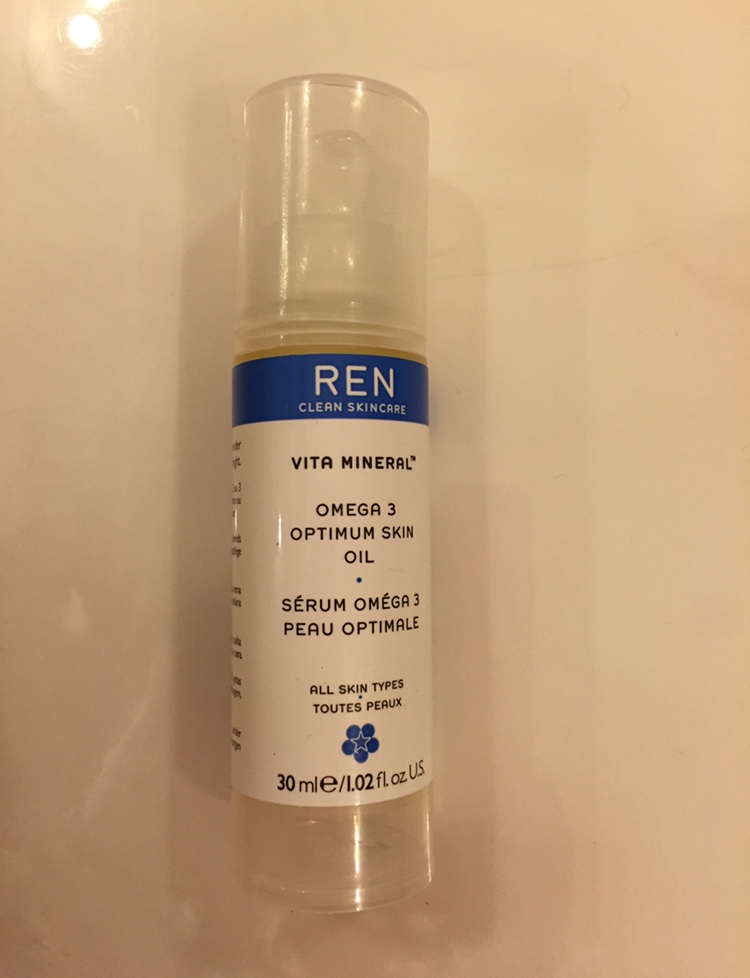 REN
CLEAN SKINCARE
VITA MINERAL™
OMEGA 3
OPTIMUM SKIN
OIL
•
SÉRUM OMÉGA 3
PEAU OPTIMALE
ALL SKIN TYPES
•
TOUTES PEAUX
30 ml℮/1.02 fl. oz. U.S.